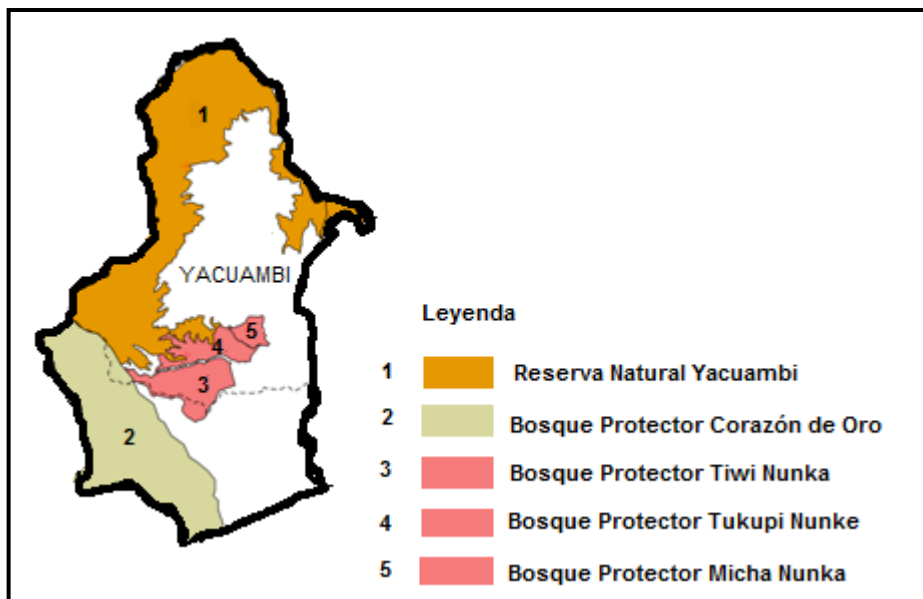 1
YACUAMBI
5
4
3
2
Leyenda
1 Reserva Natural Yacuambi
2 Bosque Protector Corazón de Oro
3 Bosque Protector Tiwi Nunka
4 Bosque Protector Tukupi Nunke
5 Bosque Protector Micha Nunka